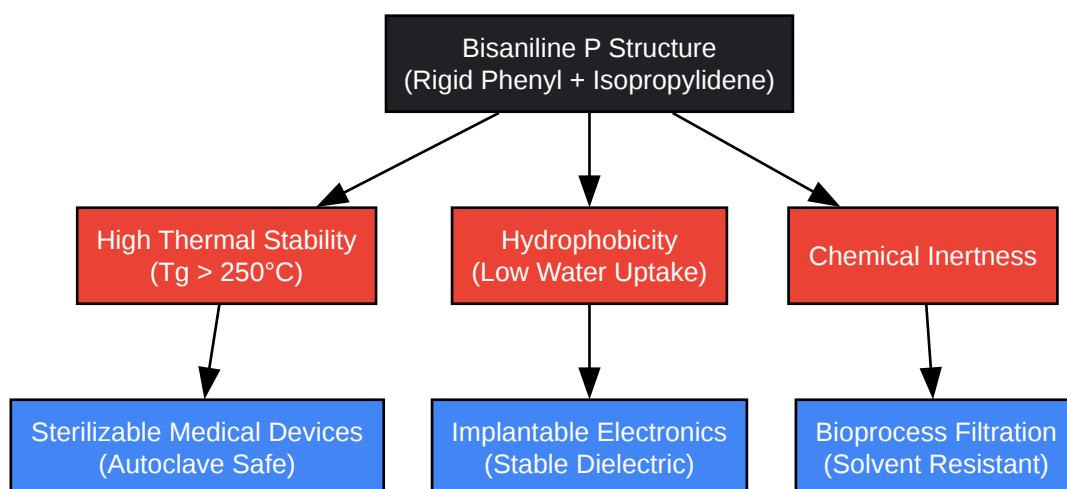 Bisaniline P Structure
(Rigid Phenyl + Isopropylidene)
High Thermal Stability
(Tg > 250°C)
Hydrophobicity
(Low Water Uptake)
Chemical Inertness
Sterilizable Medical Devices
(Autoclave Safe)
Implantable Electronics
(Stable Dielectric)
Bioprocess Filtration
(Solvent Resistant)